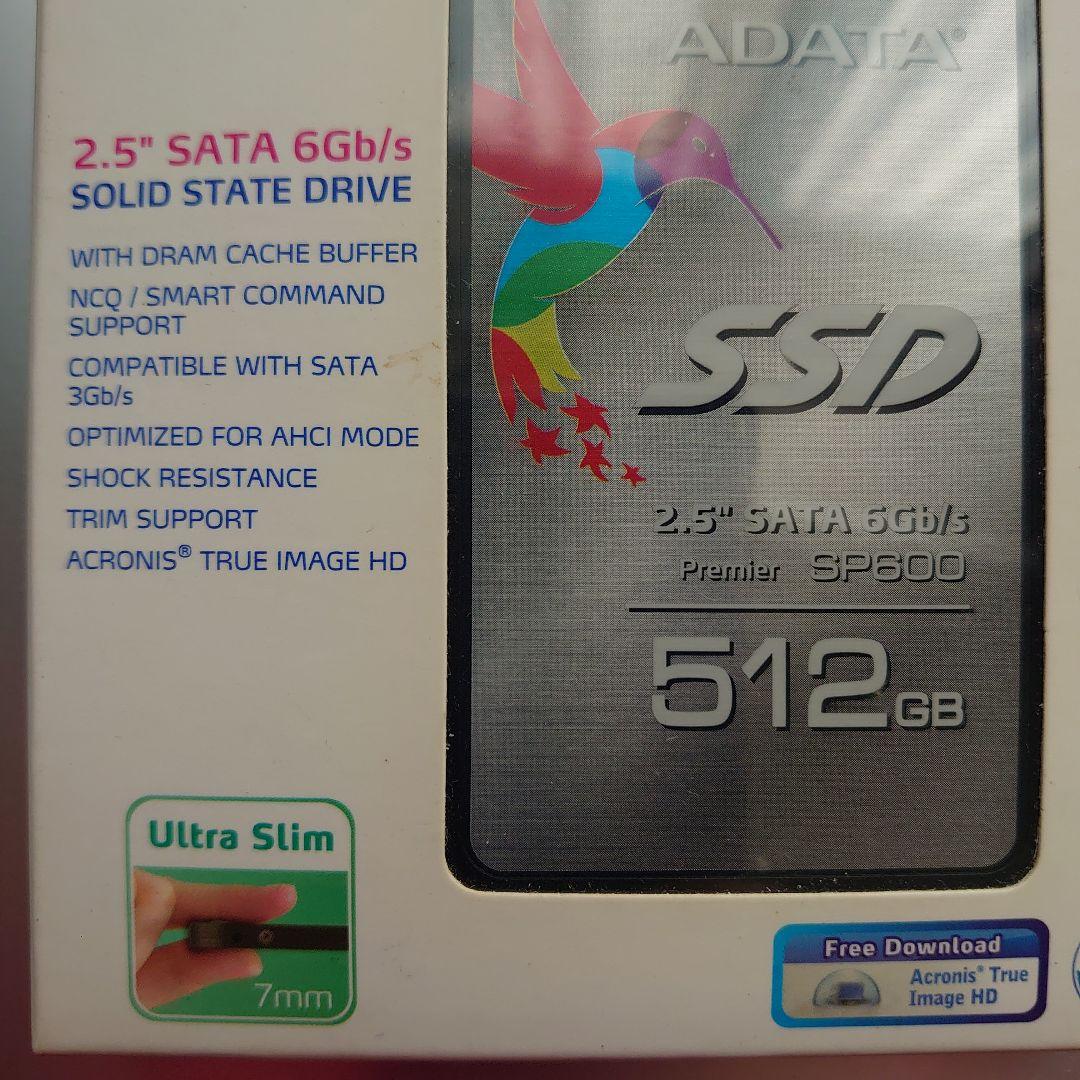 2.5" SATA 6Gb/s
SOLID STATE DRIVE
WITH DRAM CACHE BUFFER
NCQ / SMART COMMAND
SUPPORT
COMPATIBLE WITH SATA
3Gb/s
OPTIMIZED FOR AHCI MODE
SHOCK RESISTANCE
TRIM SUPPORT
ACRONIS® TRUE IMAGE HD
ADATA®
SSD
2.5" SATA 6Gb/s
Premier SP600
512GB
Ultra Slim
7mm
Free Download
Acronis® True
Image HD